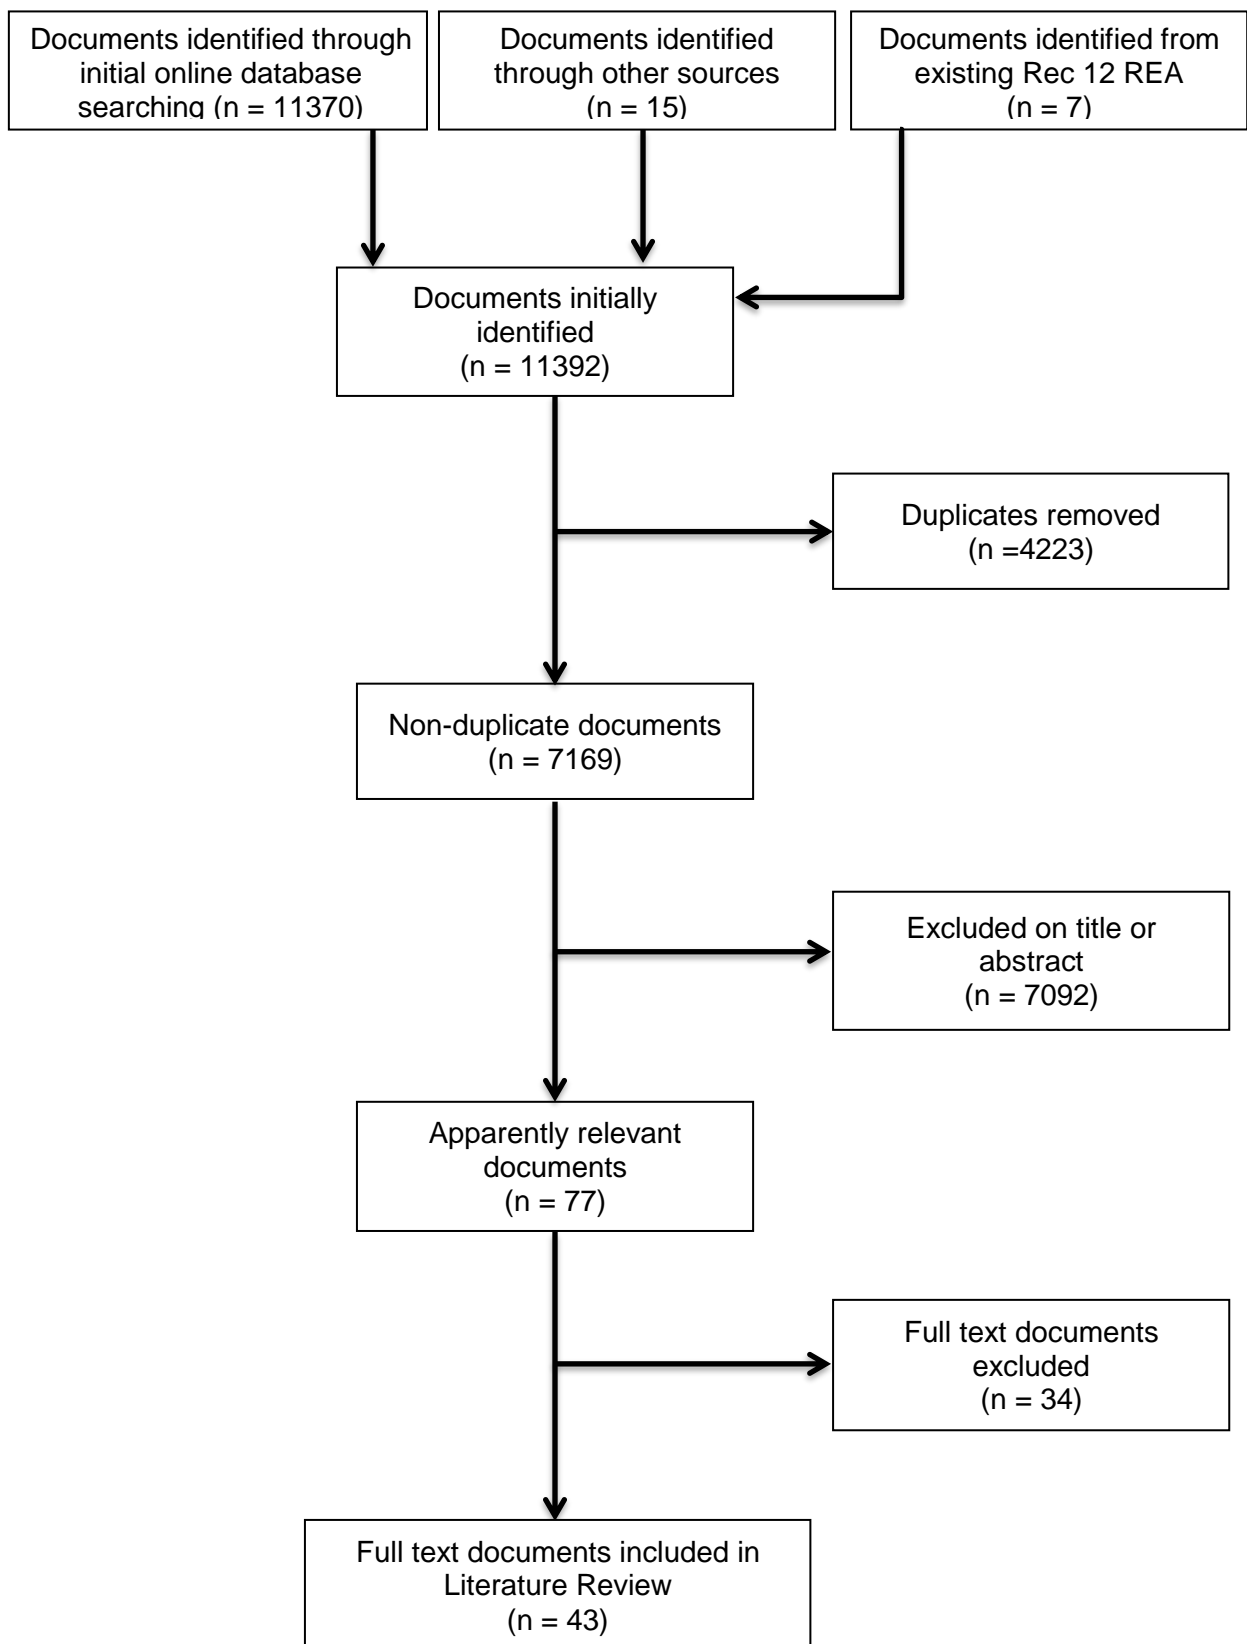 Documents identified through
initial online database
searching (n = 11370)
Documents identified
through other sources
(n = 15)
Documents identified from
existing Rec 12 REA
(n = 7)
Documents initially
identified
(n = 11392)
Duplicates removed
(n =4223)
Non-duplicate documents
(n = 7169)
Excluded on title or
abstract
(n = 7092)
Apparently relevant
documents
(n = 77)
Full text documents
excluded
(n = 34)
Full text documents included in
Literature Review
(n = 43)